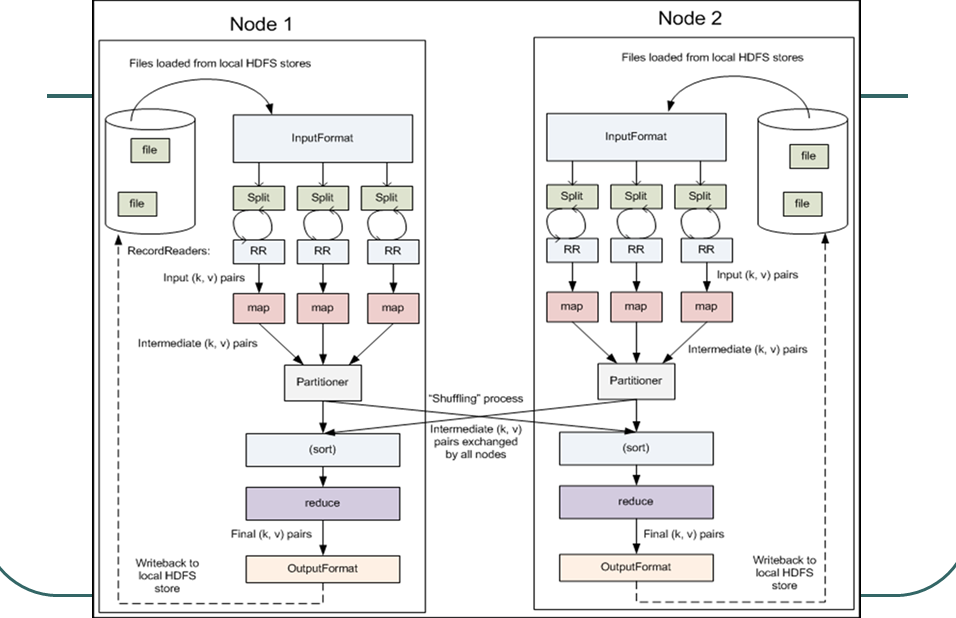 Node 1
Files loaded from local HDFS stores
file
file
InputFormat
Split
Split
Split
RecordReaders:
RR
RR
RR
Input (k, v) pairs
map
map
map
Intermediate (k, v) pairs
Partitioner
(sort)
reduce
Final (k, v) pairs
OutputFormat
Writeback to
local HDFS
store
"Shuffling" process
Intermediate (k, v)
pairs exchanged
by all nodes
Node 2
Files loaded from local HDFS stores
InputFormat
file
file
Split
Split
Split
RR
RR
RR
Input (k, v) pairs
map
map
map
Intermediate (k, v) pairs
Partitioner
(sort)
reduce
Final (k, v) pairs
OutputFormat
Writeback to
local HDFS
store